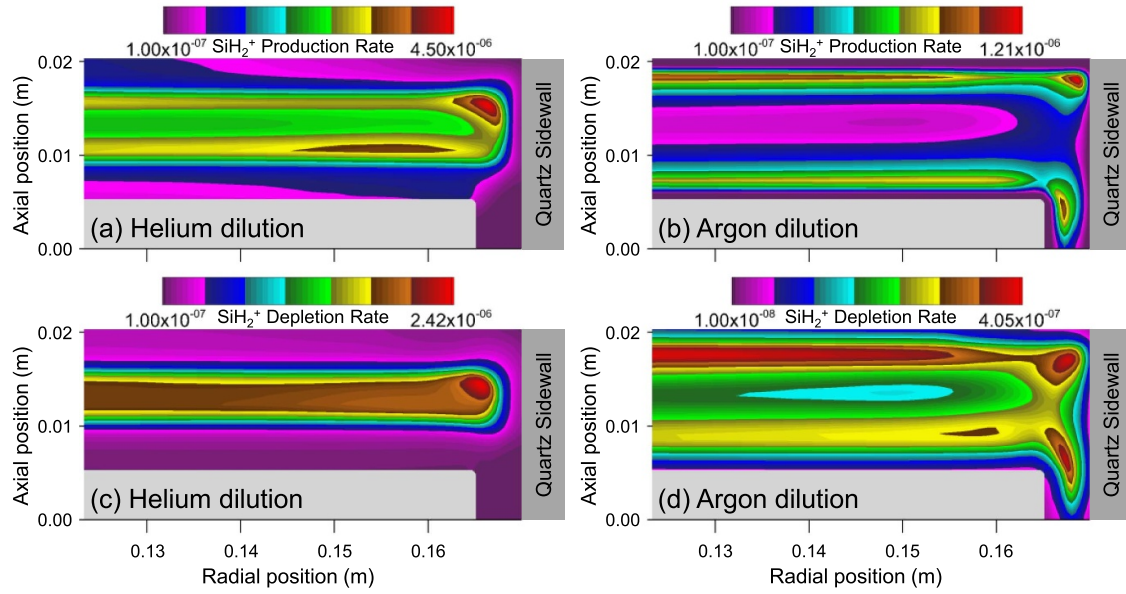 1.00x10⁻⁰⁷ SiH₂⁺ Production Rate 4.50x10⁻⁰⁶
0.02
0.01
0.00
Axial position (m)
(a) Helium dilution
Quartz Sidewall
1.00x10⁻⁰⁷ SiH₂⁺ Production Rate 1.21x10⁻⁰⁶
0.02
0.01
0.00
Axial position (m)
(b) Argon dilution
Quartz Sidewall
1.00x10⁻⁰⁷ SiH₂⁺ Depletion Rate 2.42x10⁻⁰⁶
0.02
0.01
0.00
Axial position (m)
(c) Helium dilution
Quartz Sidewall
0.13 0.14 0.15 0.16
Radial position (m)
1.00x10⁻⁰⁸ SiH₂⁺ Depletion Rate 4.05x10⁻⁰⁷
0.02
0.01
0.00
Axial position (m)
(d) Argon dilution
Quartz Sidewall
0.13 0.14 0.15 0.16
Radial position (m)